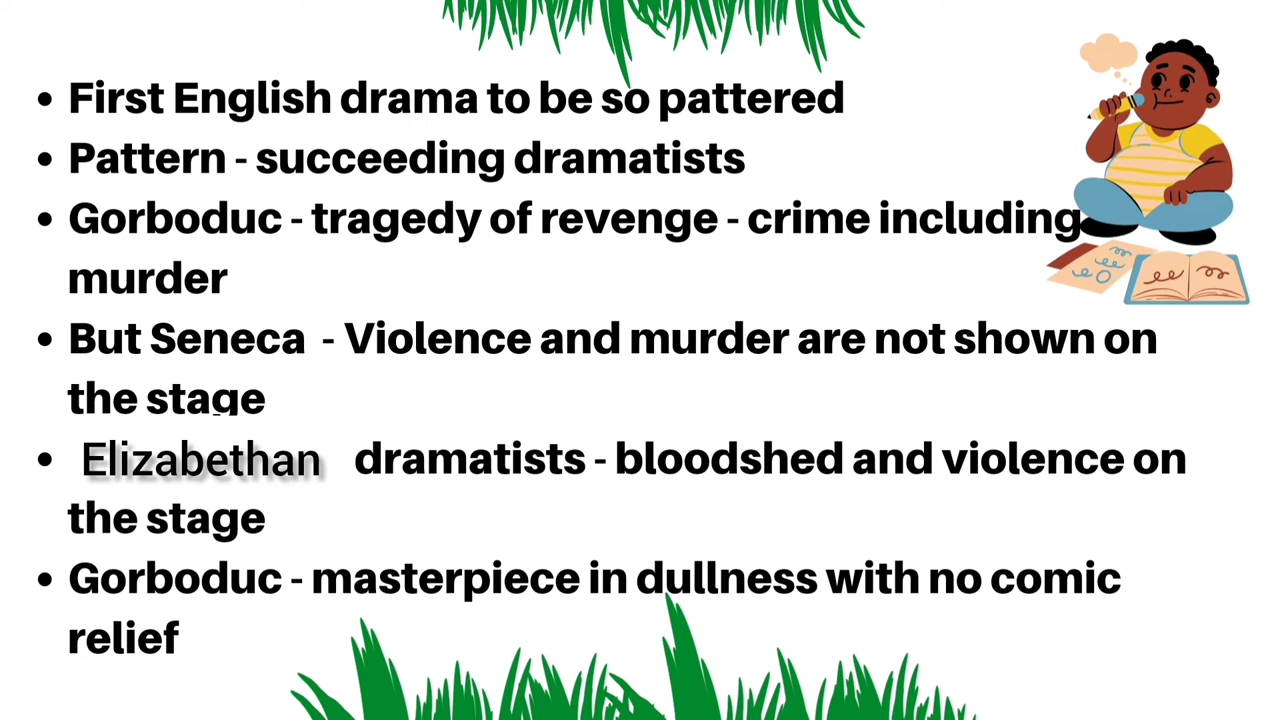 • First English drama to be so pattered
• Pattern - succeeding dramatists
• Gorboduc - tragedy of revenge - crime including
murder
• But Seneca - Violence and murder are not shown on
the stage
• Elizabethan dramatists - bloodshed and violence on
the stage
• Gorboduc - masterpiece in dullness with no comic
relief